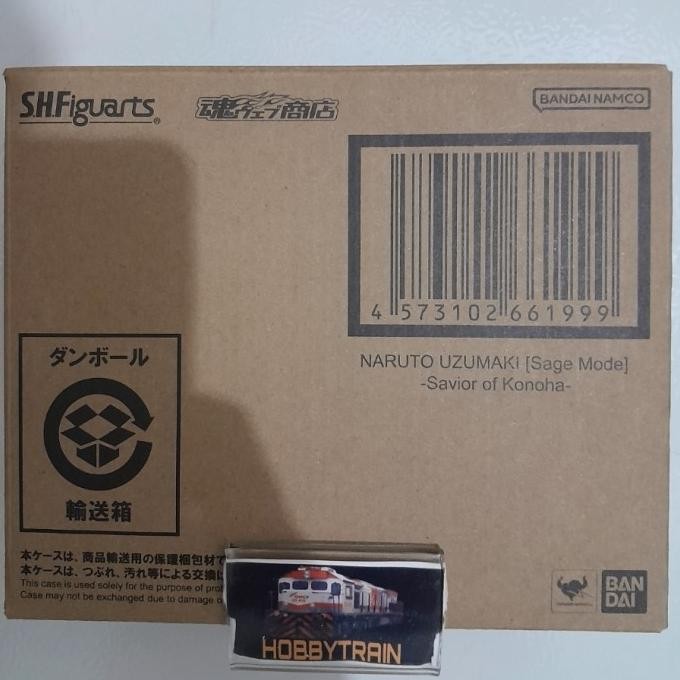 S.H.Figuarts®
魂ウェブ商店
BANDAI NAMCO
4 573102 661999
NARUTO UZUMAKI [Sage Mode]
-Savior of Konoha-
ダンボール
輸送箱
本ケースは、商品輸送用の保護梱包材で
本ケースは、つぶれ、汚れ等による交換は
This case is used solely for the purpose of
Case may not be exchanged due to damage
BAN
DAI
HOBBYTRAIN